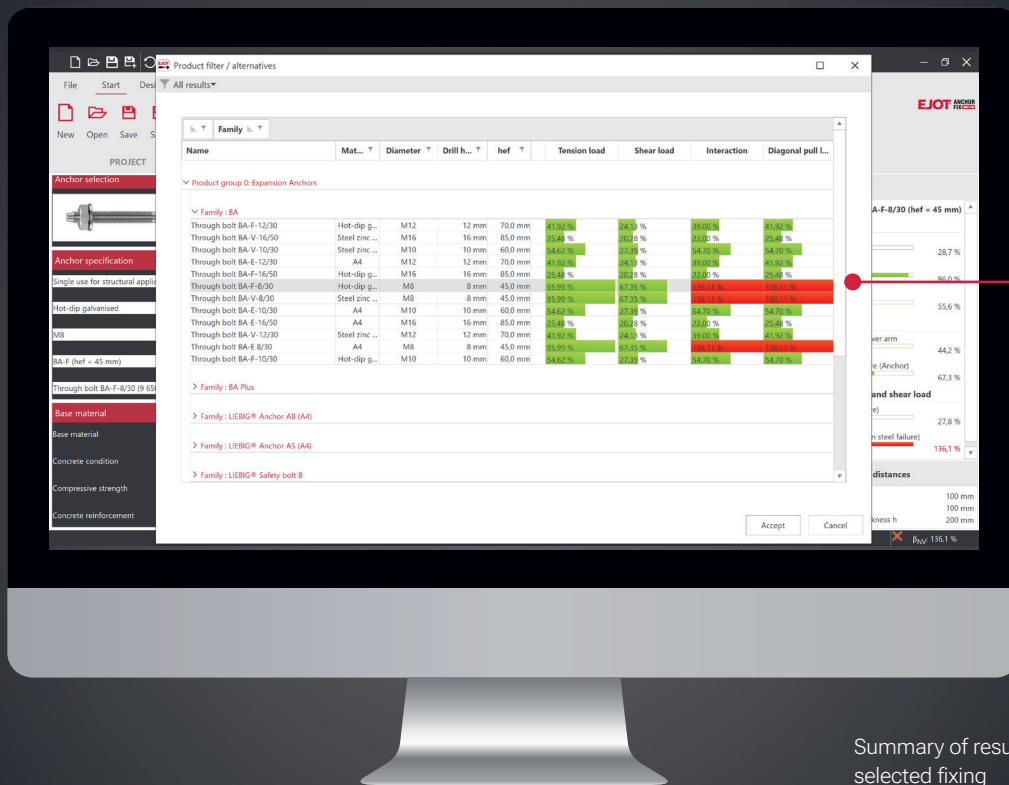 EJOT Product filter / alternatives
File Start Desi All results
EJOT ANCHOR FIX
New Open Save S
PROJECT
Family
Name Mat... Diameter Drill h... hef Tension load Shear load Interaction Diagonal pull l...
Anchor selection
Product group 0: Expansion Anchors
Family : BA
Through bolt BA-F-12/30 Hot-dip g... M12 12 mm 70,0 mm 41,92 % 24,13 % 39,00 % 41,92 %
Through bolt BA-V-16/50 Steel zinc ... M16 16 mm 85,0 mm 25,48 % 20,28 % 22,00 % 25,48 %
Through bolt BA-V-10/30 Steel zinc ... M10 10 mm 60,0 mm 54,62 % 27,39 % 54,70 % 54,70 %
Through bolt BA-E-12/30 A4 M12 12 mm 70,0 mm 41,92 % 24,13 % 39,00 % 41,92 %
Through bolt BA-F-16/50 Hot-dip g... M16 16 mm 85,0 mm 25,48 % 20,28 % 22,00 % 25,48 %
Through bolt BA-F-8/30 Hot-dip g... M8 8 mm 45,0 mm 95,99 % 67,35 % 136,11 % 136,11 %
Through bolt BA-V-8/30 Steel zinc ... M8 8 mm 45,0 mm 95,99 % 67,35 % 136,11 % 136,11 %
Through bolt BA-E-10/30 A4 M10 10 mm 60,0 mm 54,62 % 27,39 % 54,70 % 54,70 %
Through bolt BA-E-16/50 A4 M16 16 mm 85,0 mm 25,48 % 20,28 % 22,00 % 25,48 %
Through bolt BA-V-12/30 Steel zinc ... M12 12 mm 70,0 mm 41,92 % 24,13 % 39,00 % 41,92 %
Through bolt BA-E 8/30 A4 M8 8 mm 45,0 mm 95,99 % 67,35 % 136,11 % 136,11 %
Through bolt BA-F-10/30 Hot-dip g... M10 10 mm 60,0 mm 54,62 % 27,39 % 54,70 % 54,70 %
Family : BA Plus
Family : LIEBIG® Anchor AB (A4)
Family : LIEBIG® Anchor AS (A4)
Family : LIEBIG® Safety bolt B
Accept Cancel
Anchor specification
Single use for structural applic
Hot-dip galvanised
M8
BA-F (hef = 45 mm)
Through bolt BA-F-8/30 (9 650
Base material
Base material
Concrete condition
Compressive strength
Concrete reinforcement
A-F-8/30 (hef = 45 mm)
28,7 %
96,0 %
55,6 %
ver arm
44,2 %
re (Anchor)
67,3 %
and shear load
re)
27,8 %
n steel failure)
136,1 %
distances
100 mm
100 mm
kness h 200 mm
βNV: 136,1 %
Summary of resu
selected fixing